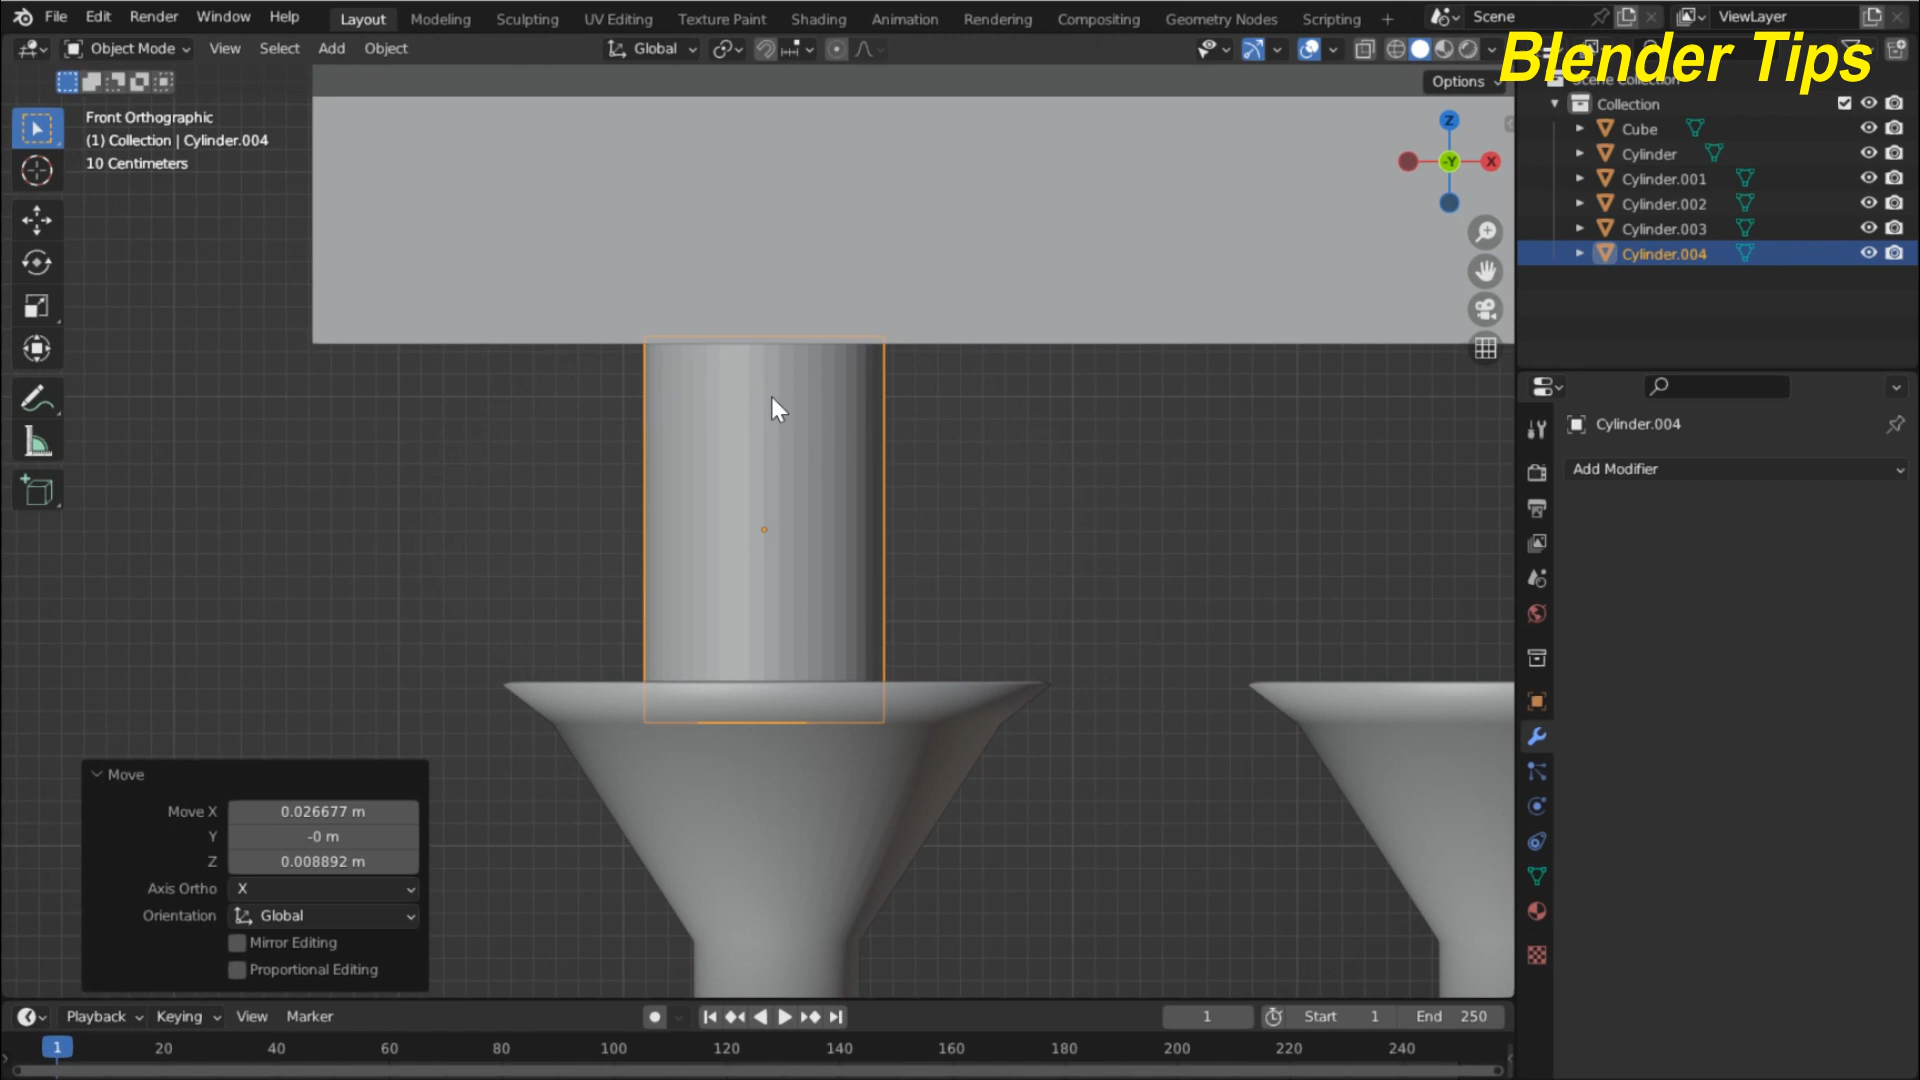 File Edit Render Window Help Layout Modeling Sculpting UV Editing Texture Paint Shading Animation Rendering Compositing Geometry Nodes Scripting + Scene ViewLayer
Object Mode View Select Add Object Global
Blender Tips
Options
Scene Collection
Collection
Cube
Cylinder
Cylinder.001
Cylinder.002
Cylinder.003
Cylinder.004
Front Orthographic
(1) Collection | Cylinder.004
10 Centimeters
Z
-Y
X
Cylinder.004
Add Modifier
Move
Move X 0.026677 m
Y -0 m
Z 0.008892 m
Axis Ortho X
Orientation Global
Mirror Editing
Proportional Editing
Playback Keying View Marker 1 Start 1 End 250
1 20 40 60 80 100 120 140 160 180 200 220 240